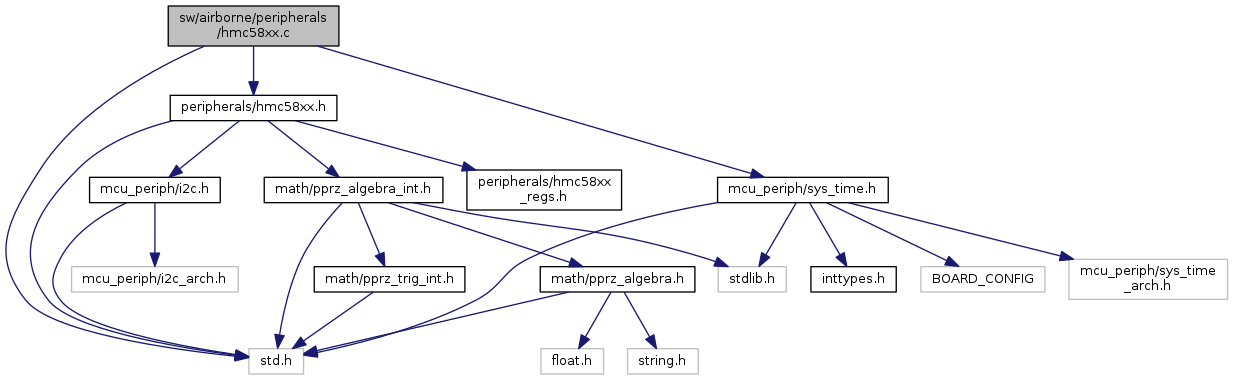 sw/airborne/peripherals
/hmc58xx.c
peripherals/hmc58xx.h
mcu_periph/i2c.h
math/pprz_algebra_int.h
peripherals/hmc58xx
_regs.h
mcu_periph/sys_time.h
mcu_periph/i2c_arch.h
math/pprz_trig_int.h
math/pprz_algebra.h
stdlib.h
inttypes.h
BOARD_CONFIG
mcu_periph/sys_time
_arch.h
std.h
float.h
string.h